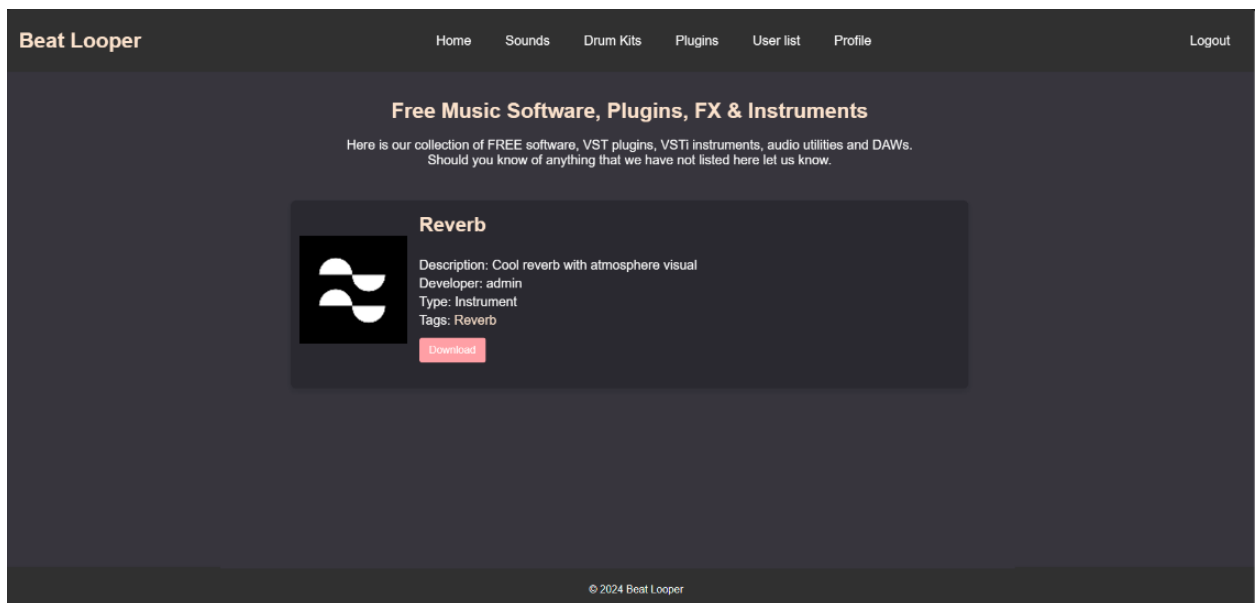 Beat Looper
Home Sounds Drum Kits Plugins User list Profile Logout
Free Music Software, Plugins, FX & Instruments
Here is our collection of FREE software, VST plugins, VSTi instruments, audio utilities and DAWs.
Should you know of anything that we have not listed here let us know.
Reverb
Description: Cool reverb with atmosphere visual
Developer: admin
Type: Instrument
Tags: Reverb
Download
© 2024 Beat Looper